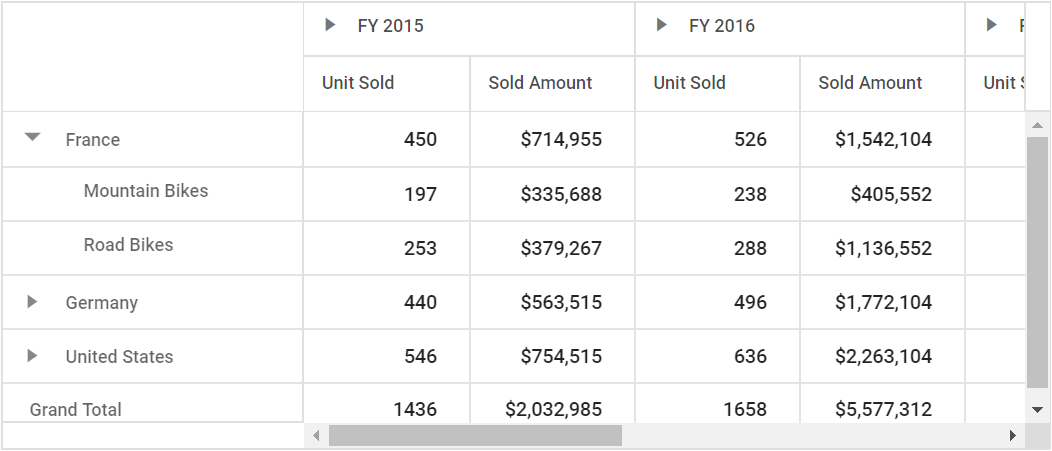 FY 2015 FY 2016
Unit Sold Sold Amount Unit Sold Sold Amount Unit
France 450 $714,955 526 $1,542,104
Mountain Bikes 197 $335,688 238 $405,552
Road Bikes 253 $379,267 288 $1,136,552
Germany 440 $563,515 496 $1,772,104
United States 546 $754,515 636 $2,263,104
Grand Total 1436 $2,032,985 1658 $5,577,312